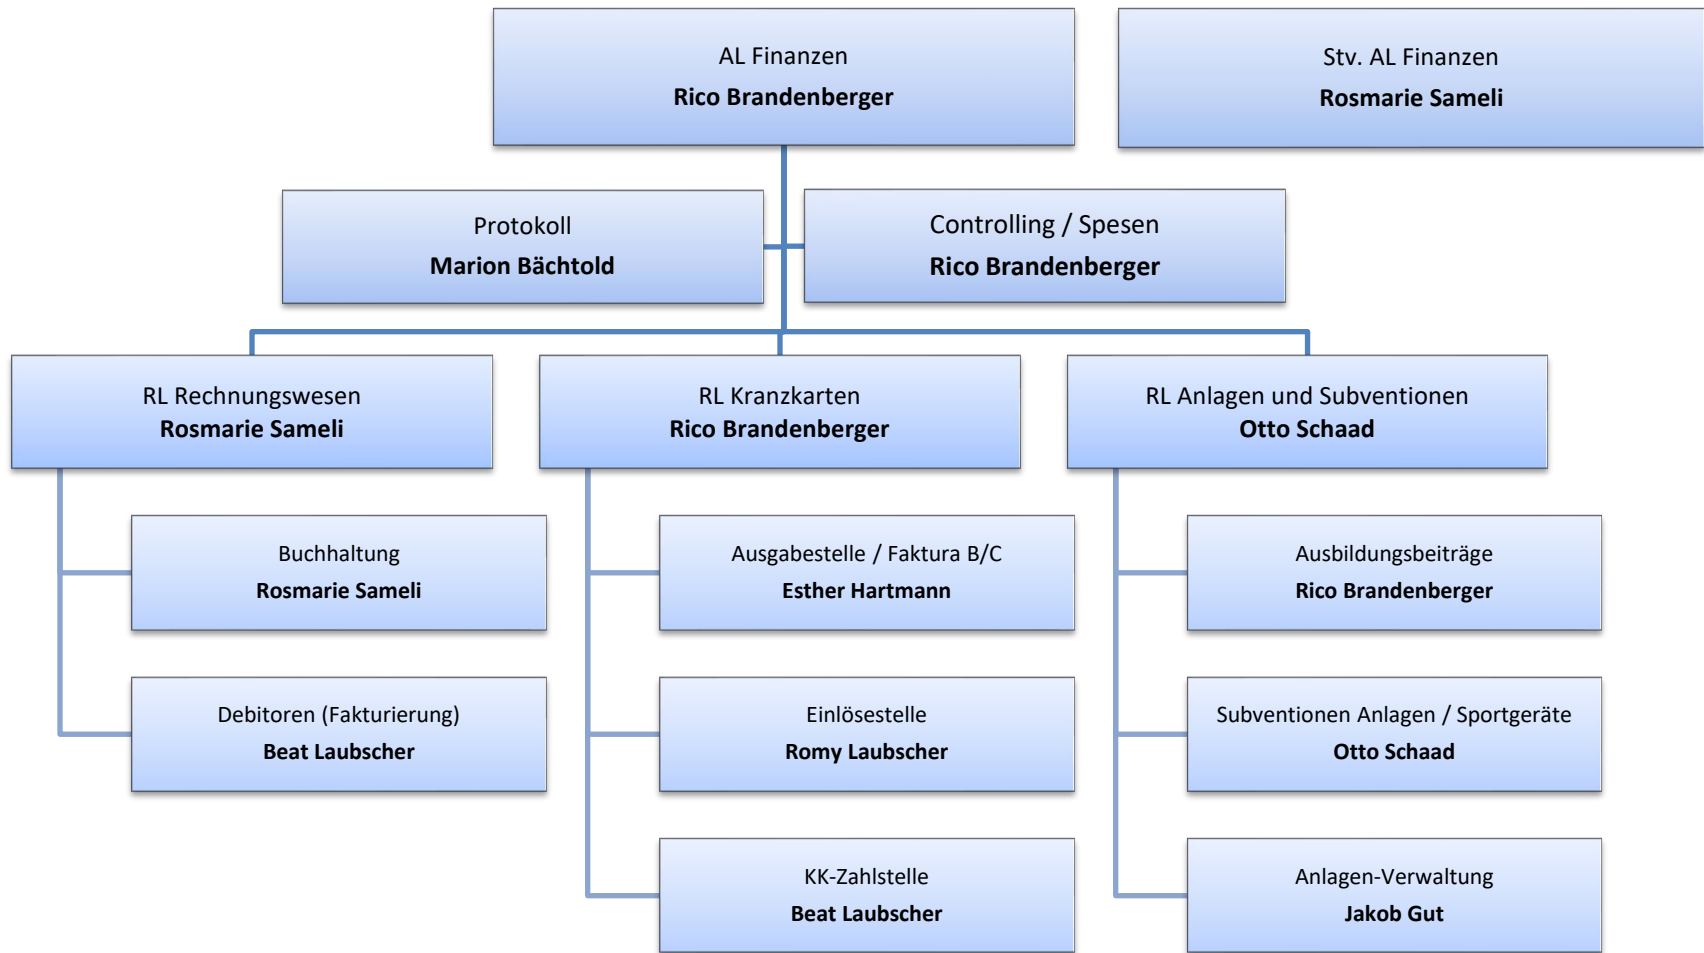 AL Finanzen
Rico Brandenberger
Stv. AL Finanzen
Rosmarie Sameli
Protokoll
Marion Bächtold
Controlling / Spesen
Rico Brandenberger
RL Rechnungswesen
Rosmarie Sameli
RL Kranzkarten
Rico Brandenberger
RL Anlagen und Subventionen
Otto Schaad
Buchhaltung
Rosmarie Sameli
Ausgabestelle / Faktura B/C
Esther Hartmann
Ausbildungsbeiträge
Rico Brandenberger
Debitoren (Fakturierung)
Beat Laubscher
Einlösestelle
Romy Laubscher
Subventionen Anlagen / Sportgeräte
Otto Schaad
KK-Zahlstelle
Beat Laubscher
Anlagen-Verwaltung
Jakob Gut